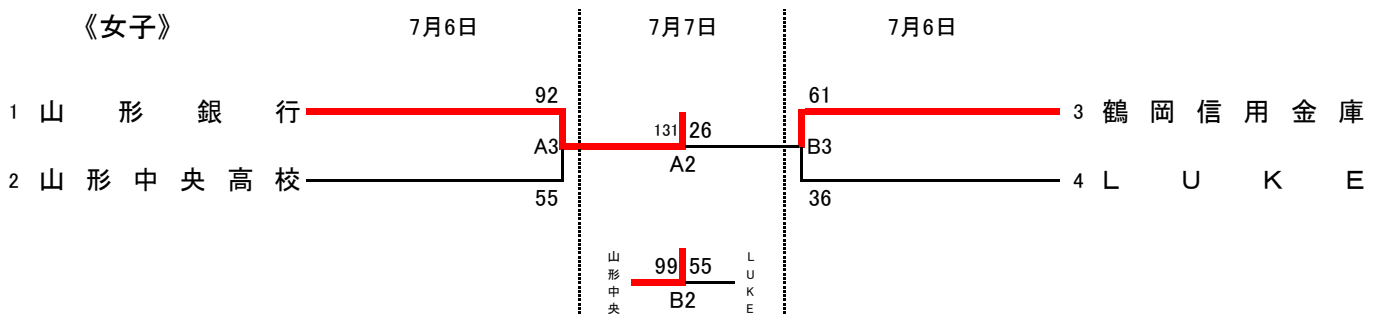 《女子》 7月6日 7月7日 7月6日
92 61
1 山形銀行 3 鶴岡信用金庫
131 26
A3 B3
A2
2 山形中央高校 4 ＬＵＫＥ
55 36
山形中央 99 55 ＬＵＫＥ
B2